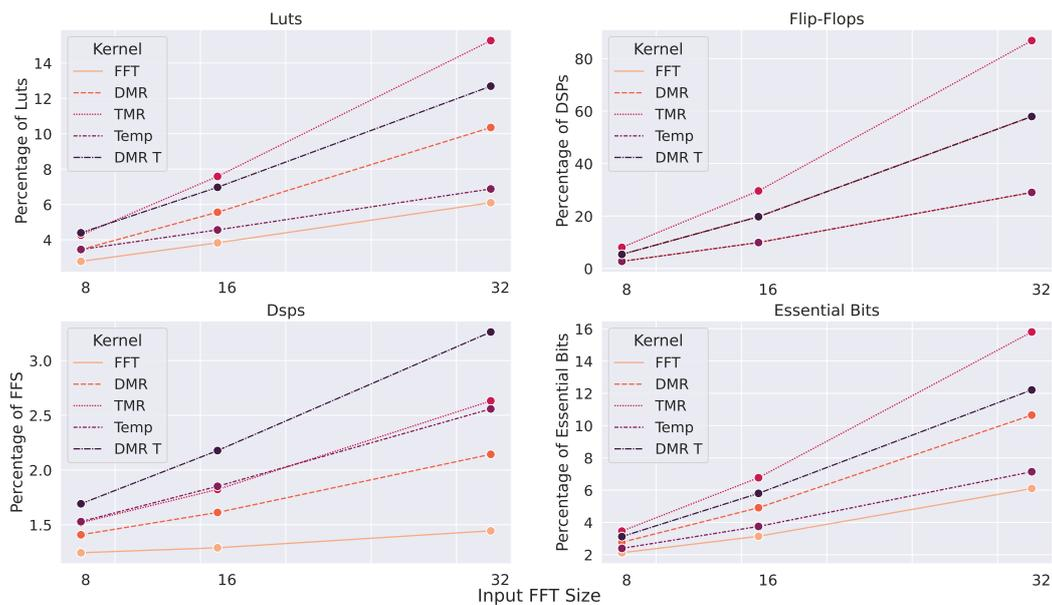 Luts
Percentage of Luts
14
12
10
8
6
4
Kernel
FFT
DMR
TMR
Temp
DMR T
8 16 32
Flip-Flops
Percentage of DSPs
80
60
40
20
0
Kernel
FFT
DMR
TMR
Temp
DMR T
8 16 32
Dsps
Percentage of FFS
3.0
2.5
2.0
1.5
Kernel
FFT
DMR
TMR
Temp
DMR T
8 16 32
Essential Bits
Percentage of Essential Bits
16
14
12
10
8
6
4
2
Kernel
FFT
DMR
TMR
Temp
DMR T
8 16 32
Input FFT Size